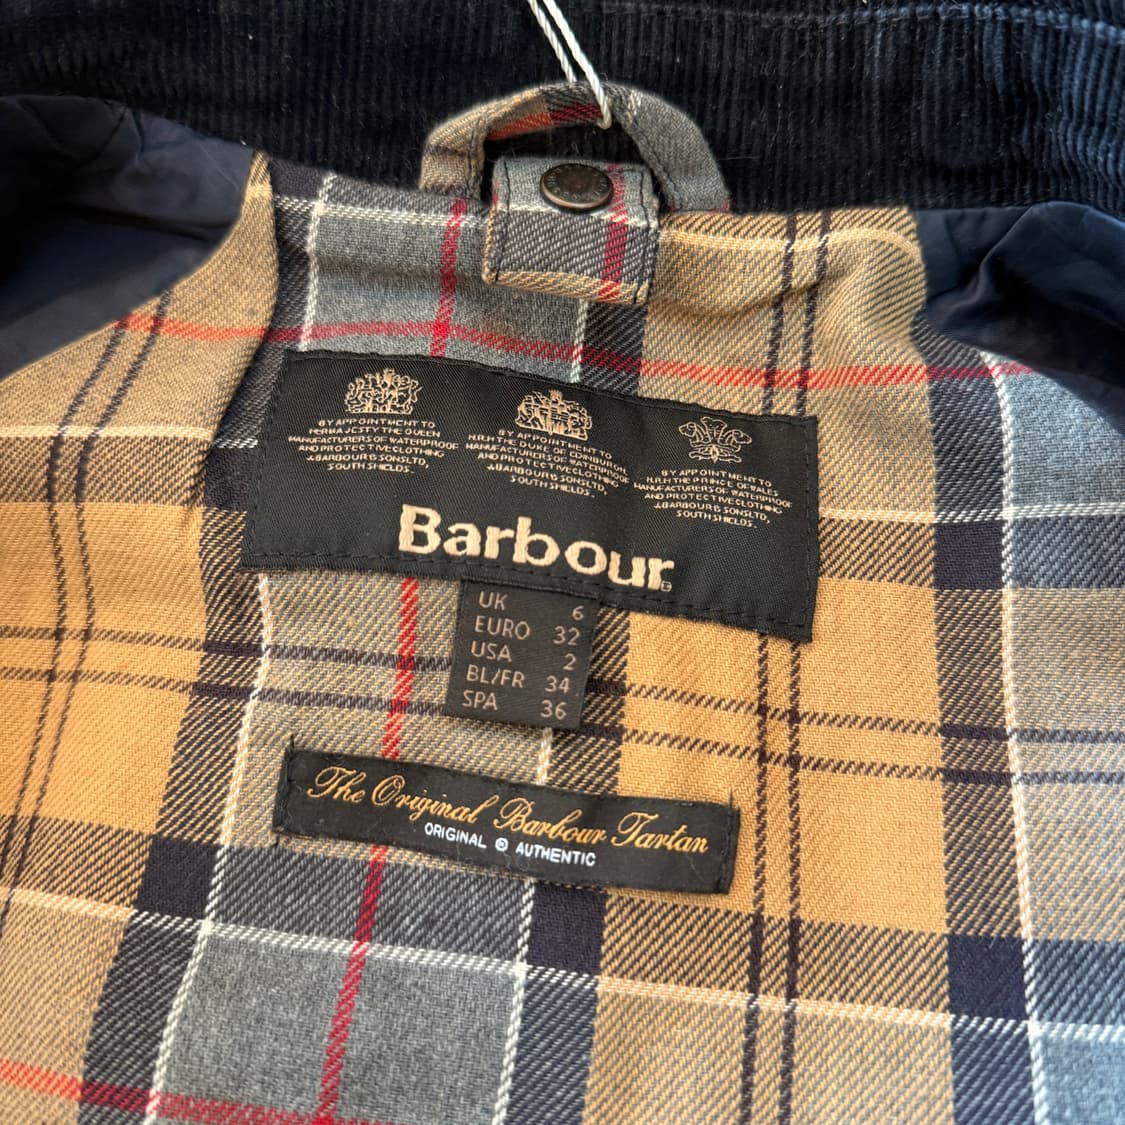 BY APPOINTMENT TO
HER MAJESTY THE QUEEN
MANUFACTURERS OF WATERPROOF
AND PROTECTIVE CLOTHING
J.BARBOUR & SONS LTD,
SOUTH SHIELDS.
BY APPOINTMENT TO
H.R.H THE DUKE OF EDINBURGH,
MANUFACTURERS OF WATERPROOF
AND PROTECTIVE CLOTHING
J.BARBOUR & SONS LTD,
SOUTH SHIELDS.
BY APPOINTMENT TO
H.R.H THE PRINCE OF WALES
MANUFACTURERS OF WATERPROOF
AND PROTECTIVE CLOTHING
J.BARBOUR & SONS LTD,
SOUTH SHIELDS.
Barbour®
UK 6
EURO 32
USA 2
BL/FR 34
SPA 36
The Original Barbour Tartan
ORIGINAL ® AUTHENTIC